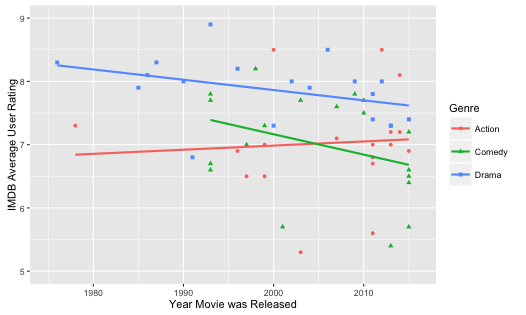 9
8
7
6
5
IMDB Average User Rating
1980
1990
2000
2010
Year Movie was Released
Genre
Action
Comedy
Drama